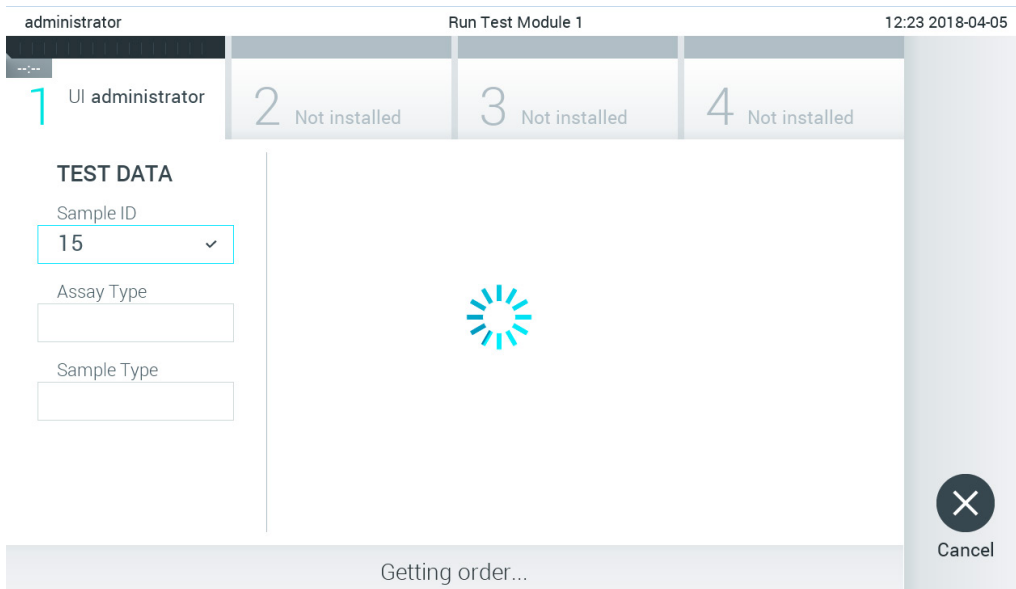 administrator Run Test Module 1 12:23 2018-04-05
--:--
1 UI administrator 2 Not installed 3 Not installed 4 Not installed
TEST DATA
Sample ID
15
Assay Type
Sample Type
Cancel
Getting order...